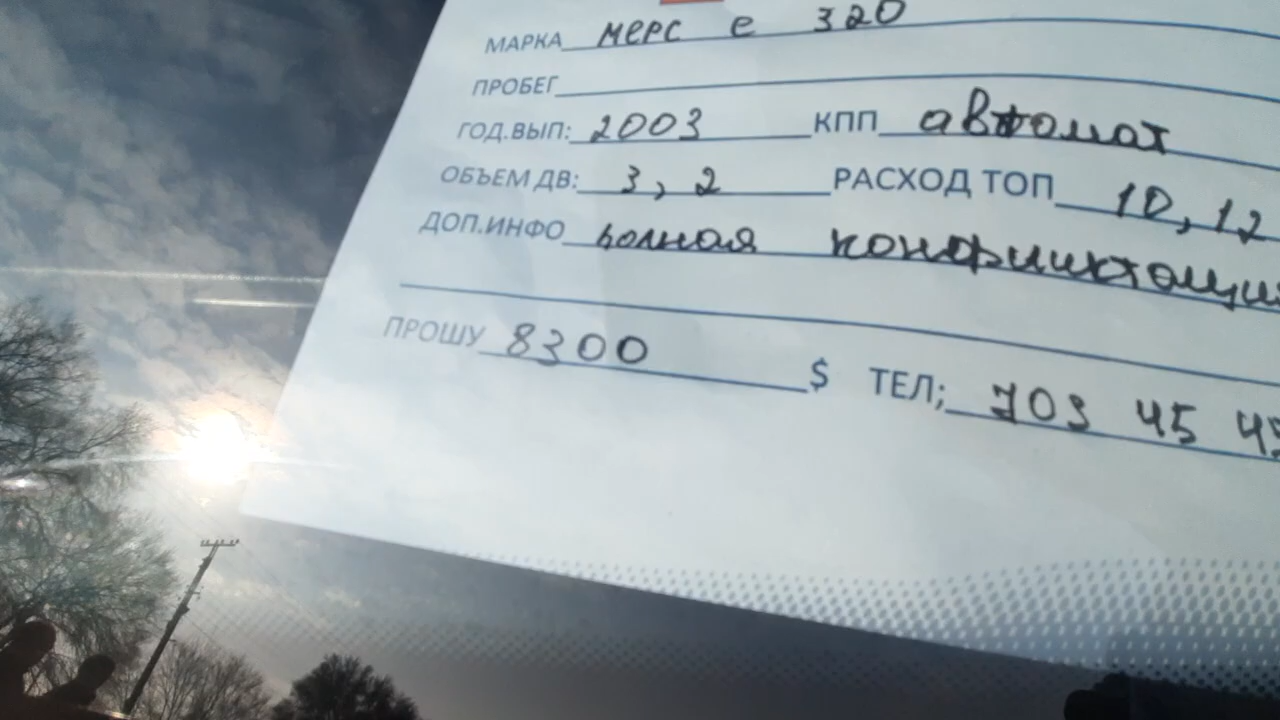 МАРКА мерс е 320
ПРОБЕГ
ГОД.ВЫП: 2003 КПП автомат
ОБЪЕМ ДВ: 3,2 РАСХОД ТОП 10,12
ДОП.ИНФО полная
ПРОШУ 8300 $ ТЕЛ; 703 45